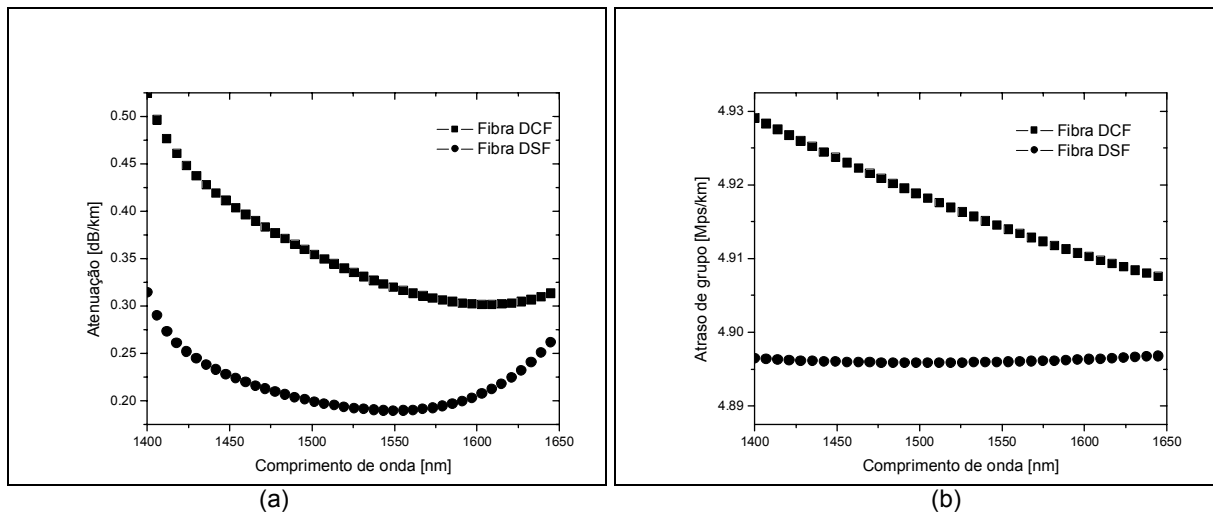 0.50
0.45
0.40
0.35
0.30
0.25
0.20
Atenuação [dB/km]
—■— Fibra DCF
—●— Fibra DSF
1400 1450 1500 1550 1600 1650
Comprimento de onda [nm]
(a)
4.93
4.92
4.91
4.90
4.89
Atraso de grupo [Mps/km]
—■— Fibra DCF
—●— Fibra DSF
1400 1450 1500 1550 1600 1650
Comprimento de onda [nm]
(b)